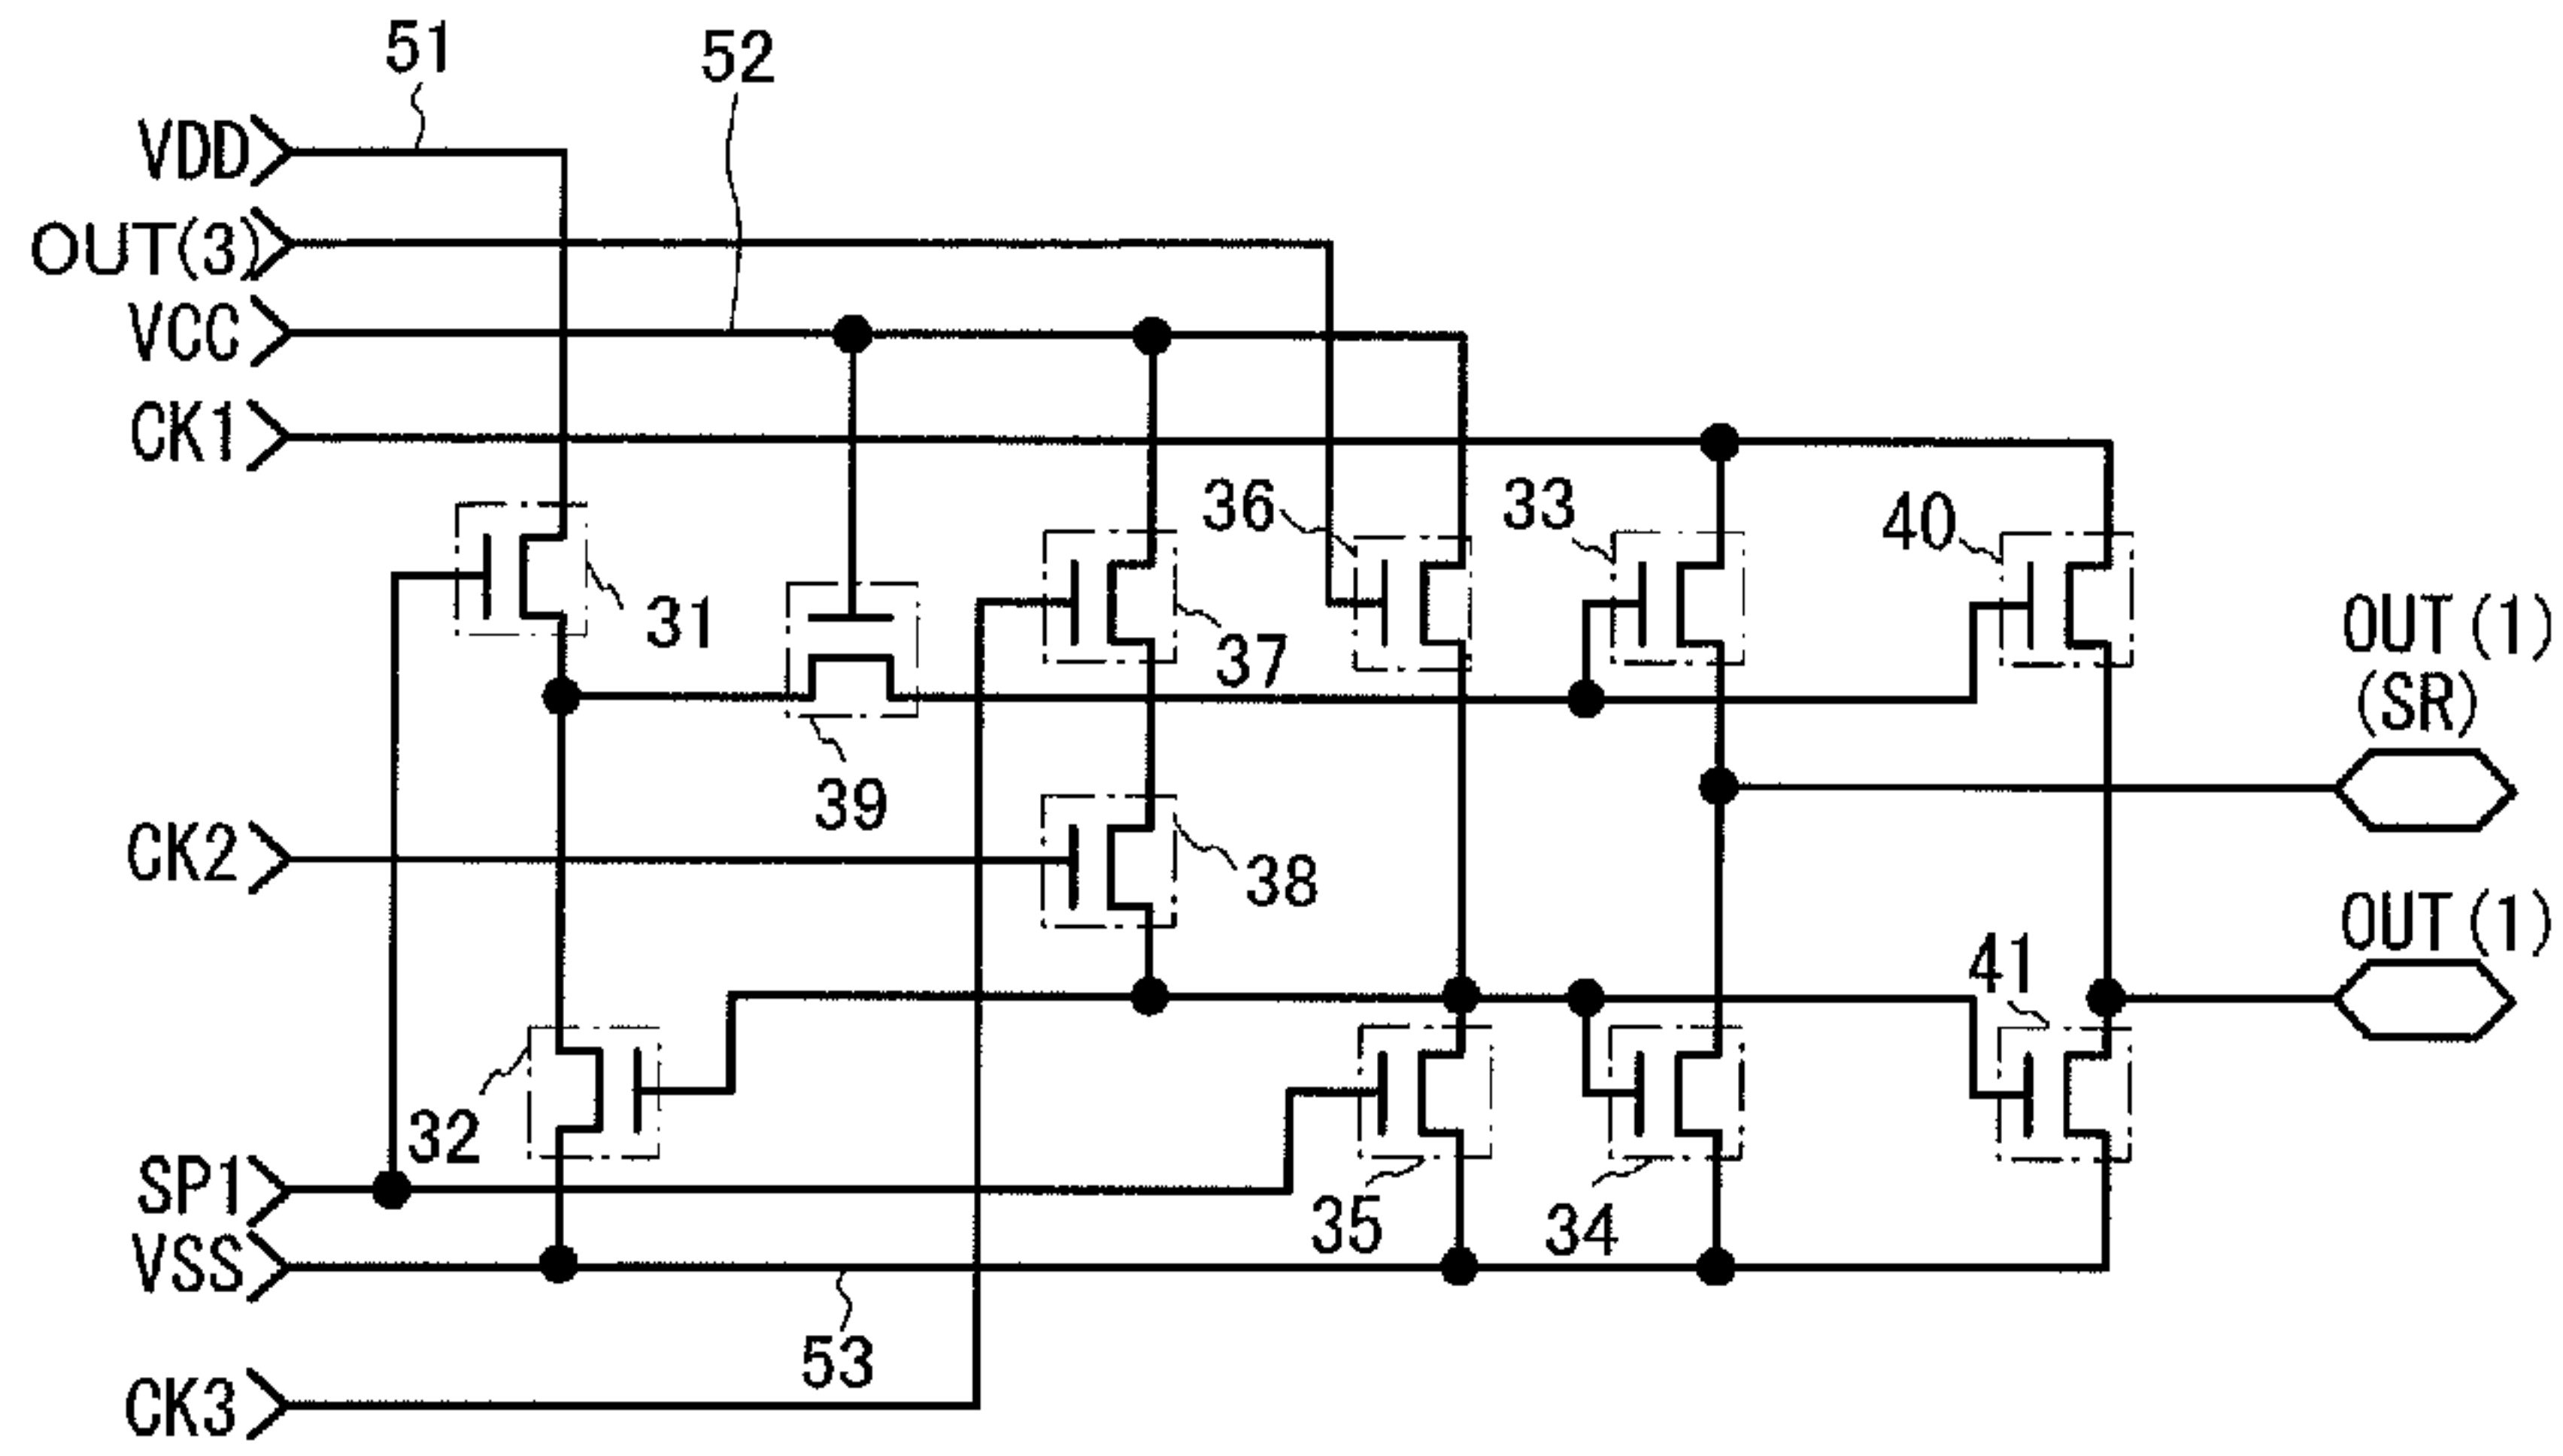 51
52
VDD
OUT(3)
VCC
CK1
36
33
40
31
37
OUT(1)
(SR)
39
CK2
38
OUT(1)
41
32
SP1
35
34
VSS
53
CK3